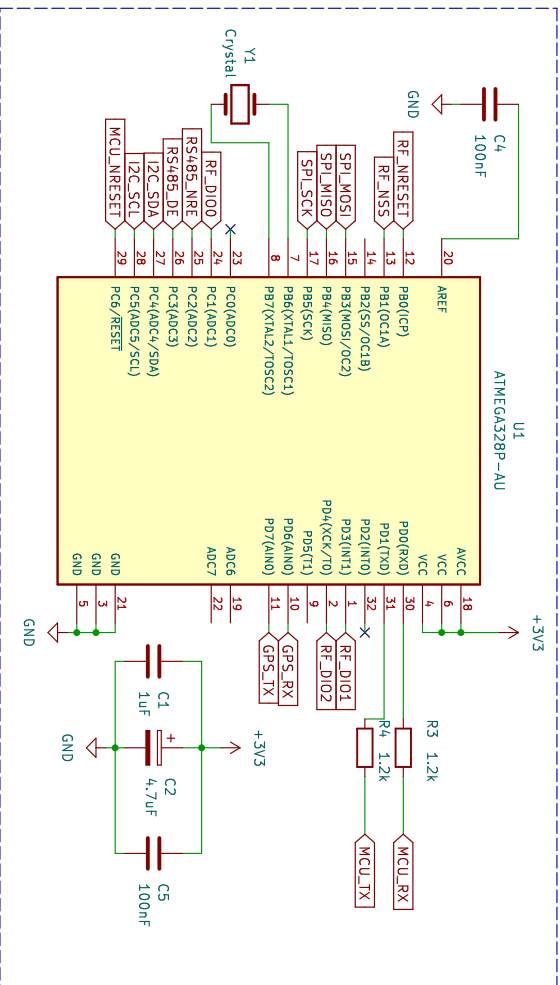 U1
ATMEGA328P-AU
C4
100nF
GND
Y1
Crystal
RF_NRESET
RF_NSS
SPI_MOSI
SPI_MISO
SPI_SCK
RF_DIO0
RS485_NRE
RS485_DE
I2C_SDA
I2C_SCL
MCU_NRESET
20
12
13
14
15
16
17
7
8
23
24
25
26
27
28
29
AREF
PB0(ICP)
PB1(OC1A)
PB2(SS/OC1B)
PB3(MOSI/OC2)
PB4(MISO)
PB5(SCK)
PB6(XTAL1/TOSC1)
PB7(XTAL2/TOSC2)
PC0(ADC0)
PC1(ADC1)
PC2(ADC2)
PC3(ADC3)
PC4(ADC4/SDA)
PC5(ADC5/SCL)
PC6/RESET
AVCC
VCC
VCC
PD0(RXD)
PD1(TXD)
PD2(INT0)
PD3(INT1)
PD4(XCK/T0)
PD5(T1)
PD6(AIN0)
PD7(AIN0)
ADC6
ADC7
GND
GND
GND
18
6
4
30
31
32
1
2
9
10
11
19
22
21
3
5
+3V3
RF_DIO1
RF_DIO2
GPS_RX
GPS_TX
GND
R3 1.2k
R4 1.2k
MCU_RX
MCU_TX
+3V3
C1
1uF
+
C2
4.7uF
C5
100nF
GND